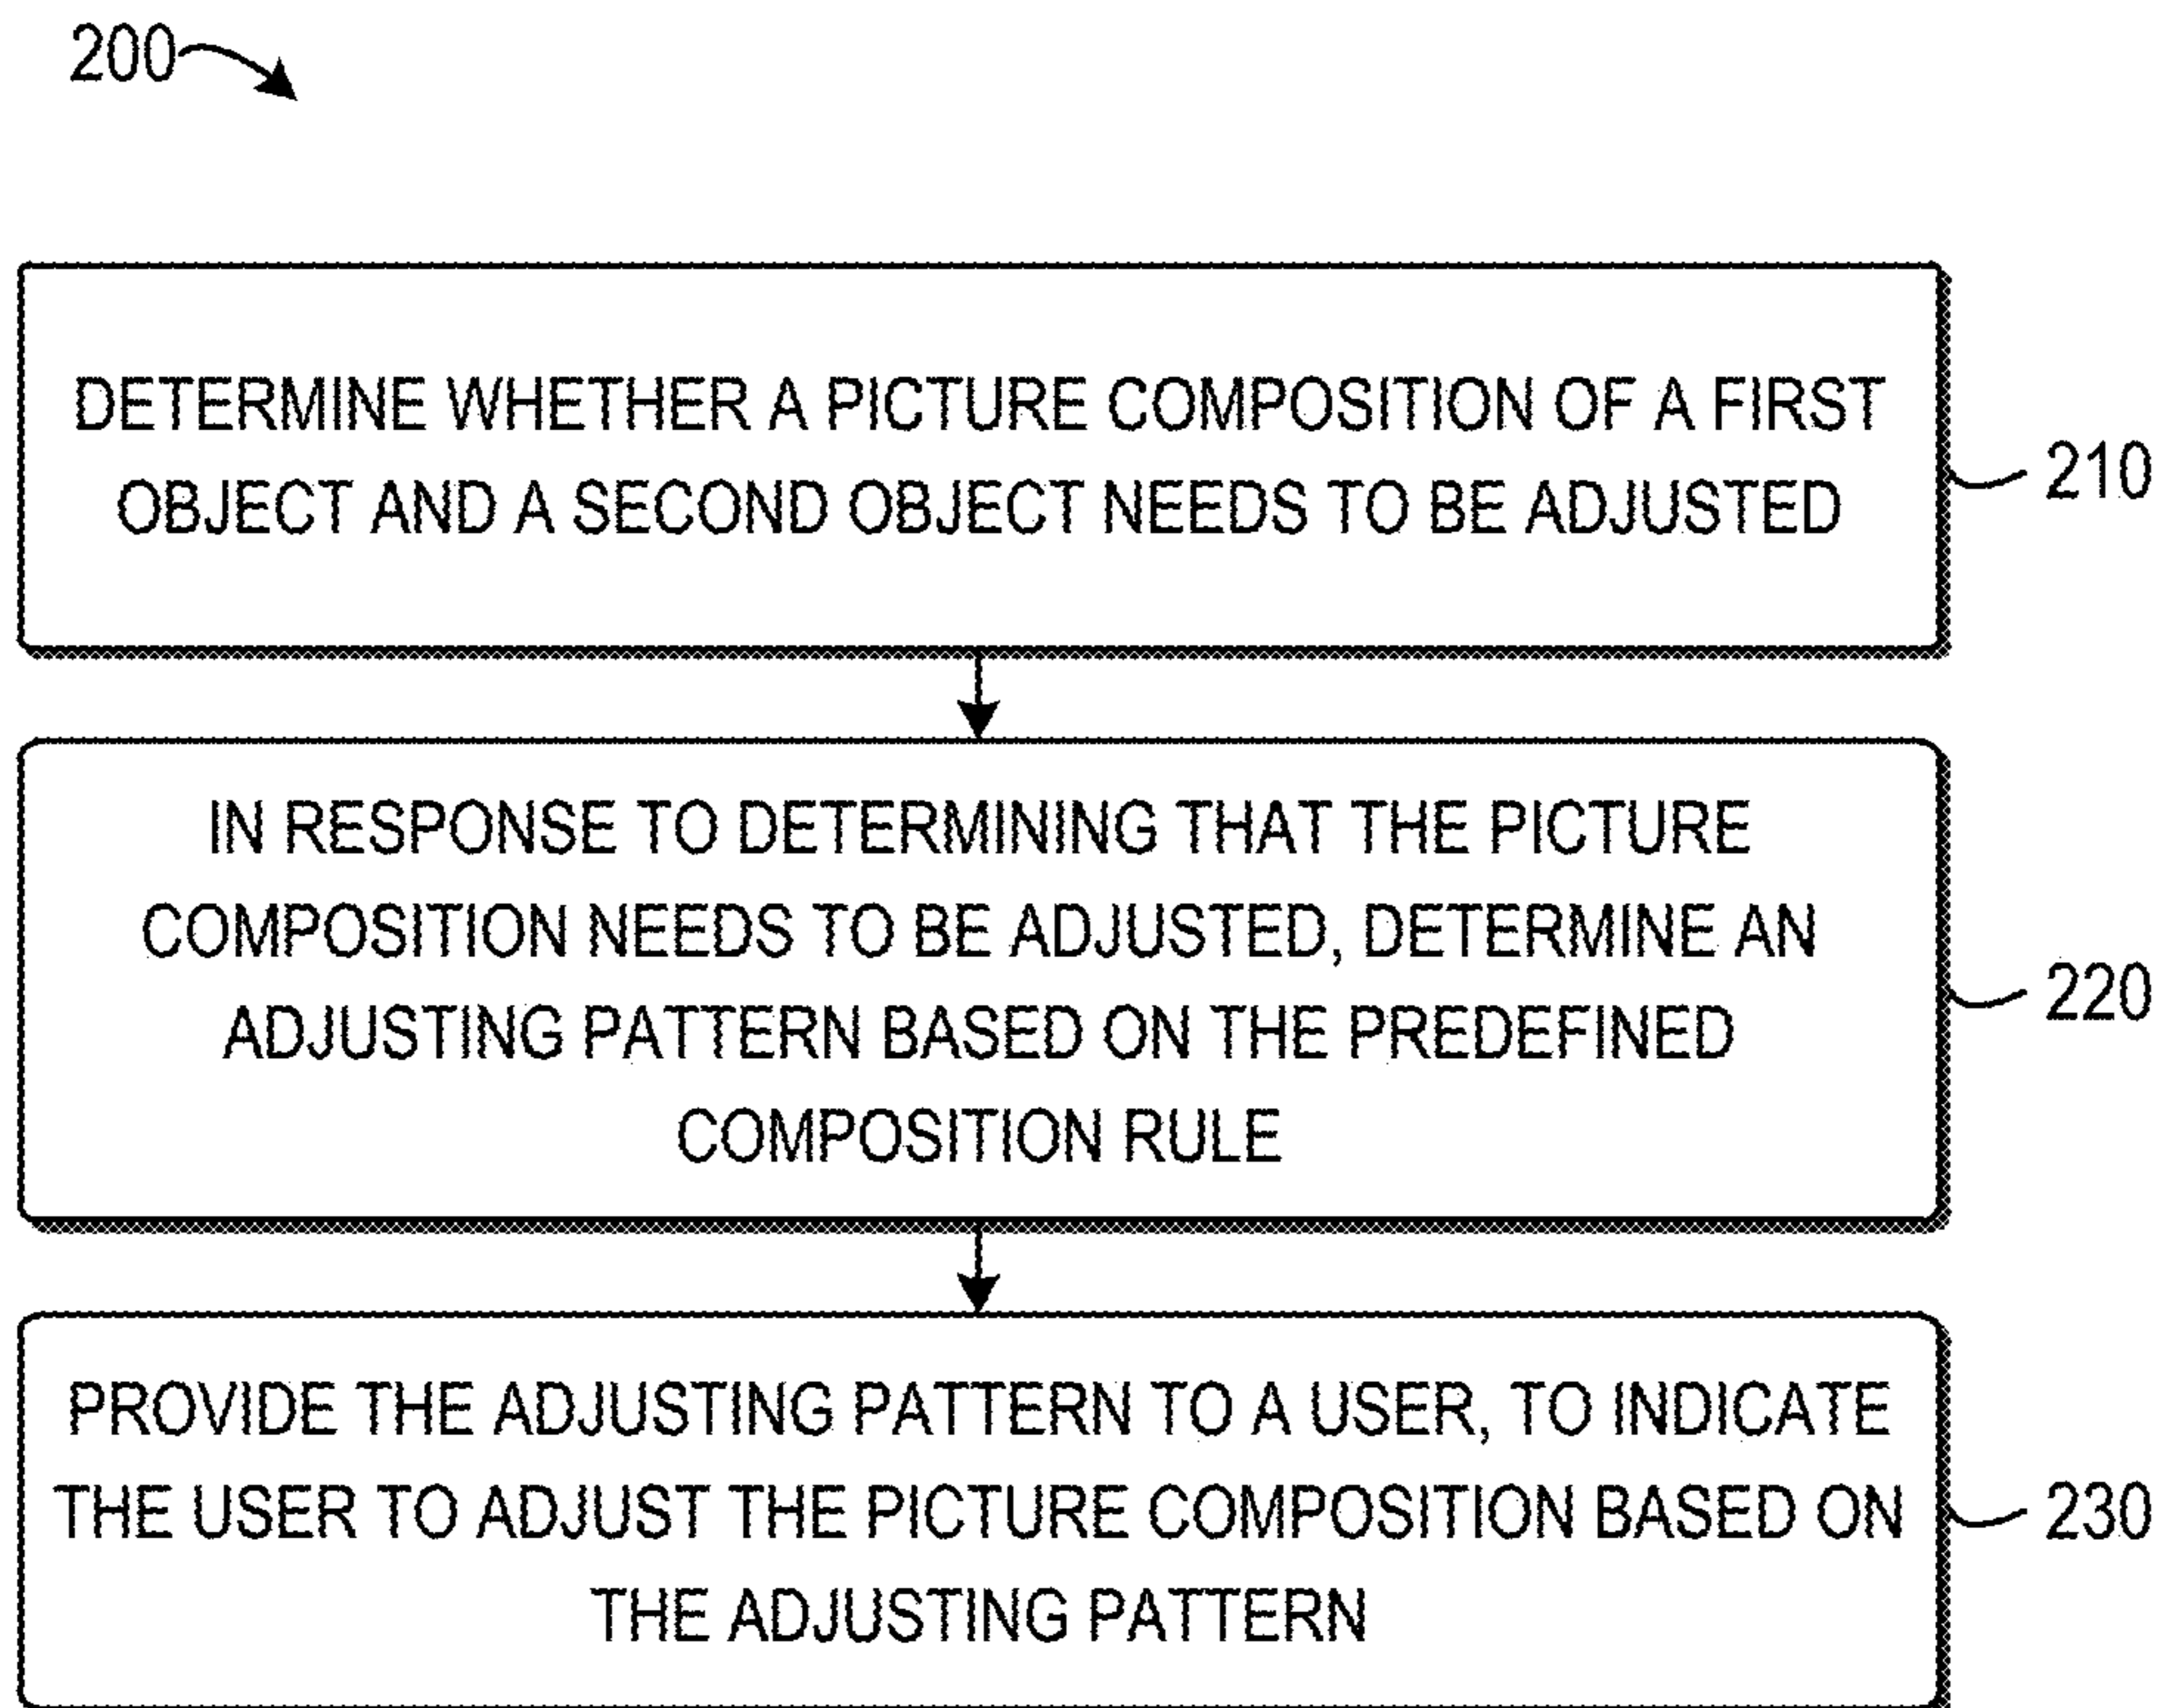 200
DETERMINE WHETHER A PICTURE COMPOSITION OF A FIRST
OBJECT AND A SECOND OBJECT NEEDS TO BE ADJUSTED
210
IN RESPONSE TO DETERMINING THAT THE PICTURE
COMPOSITION NEEDS TO BE ADJUSTED, DETERMINE AN
ADJUSTING PATTERN BASED ON THE PREDEFINED
COMPOSITION RULE
220
PROVIDE THE ADJUSTING PATTERN TO A USER, TO INDICATE
THE USER TO ADJUST THE PICTURE COMPOSITION BASED ON
THE ADJUSTING PATTERN
230